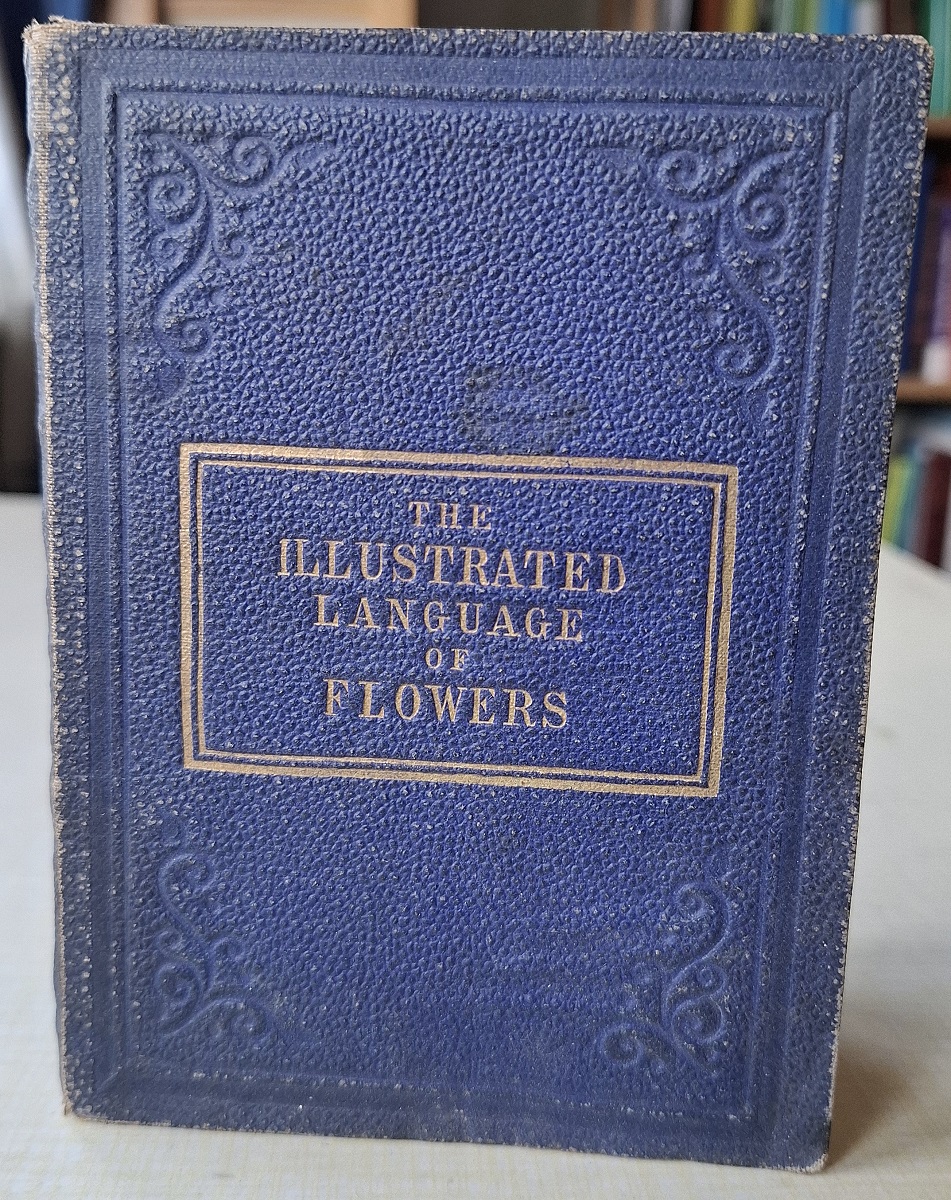 THE
ILLUSTRATED
LANGUAGE
OF
FLOWERS